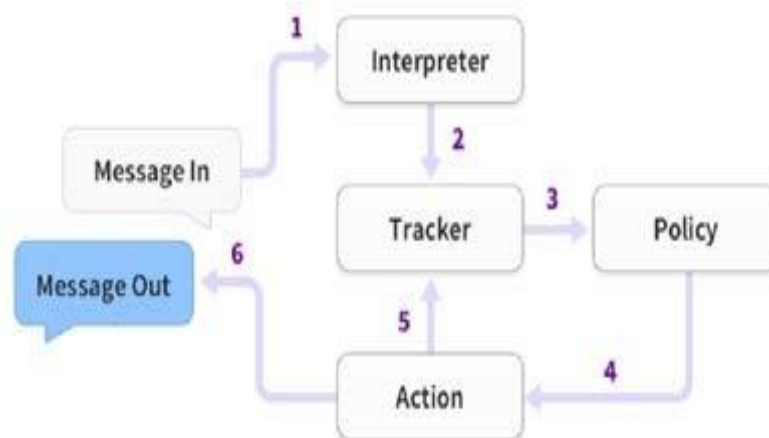 1
Interpreter
2
Message In
3
Tracker
Policy
6
Message Out
5
4
Action